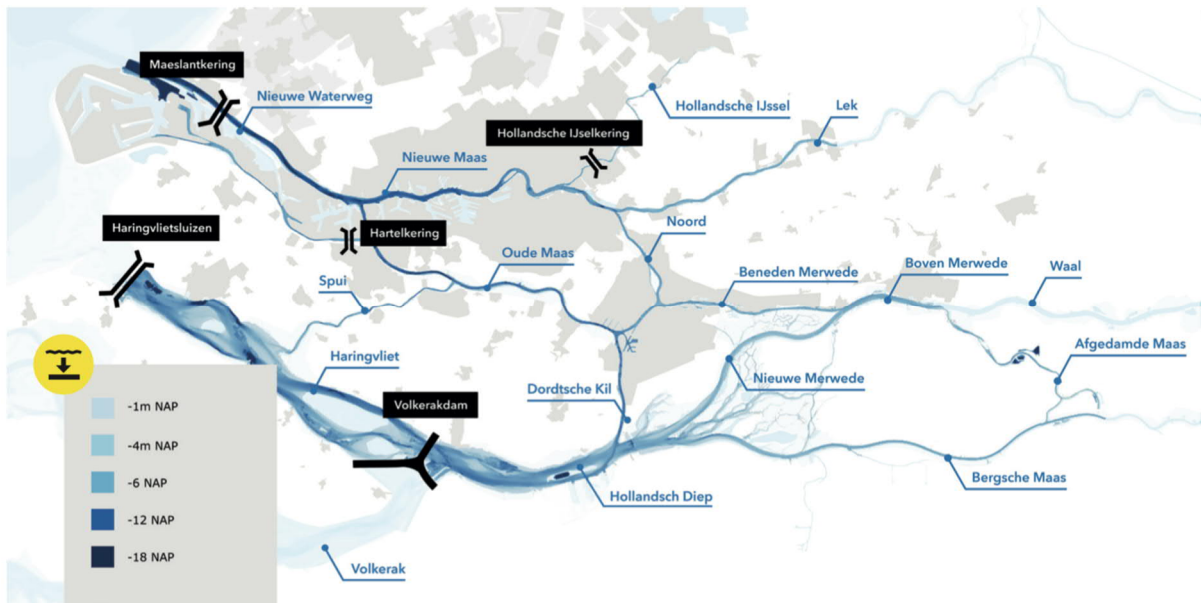 Maeslantkering
Nieuwe Waterweg
Hollandsche IJssel
Lek
Hollandsche IJselkering
Nieuwe Maas
Haringvlietsluizen
Hartelkering
Noord
Oude Maas
Beneden Merwede
Boven Merwede
Waal
Spui
Afgedamde Maas
Haringvliet
Nieuwe Merwede
Dordtsche Kil
Volkerakdam
Bergsche Maas
Hollandsch Diep
Volkerak
-1m NAP
-4m NAP
-6 NAP
-12 NAP
-18 NAP